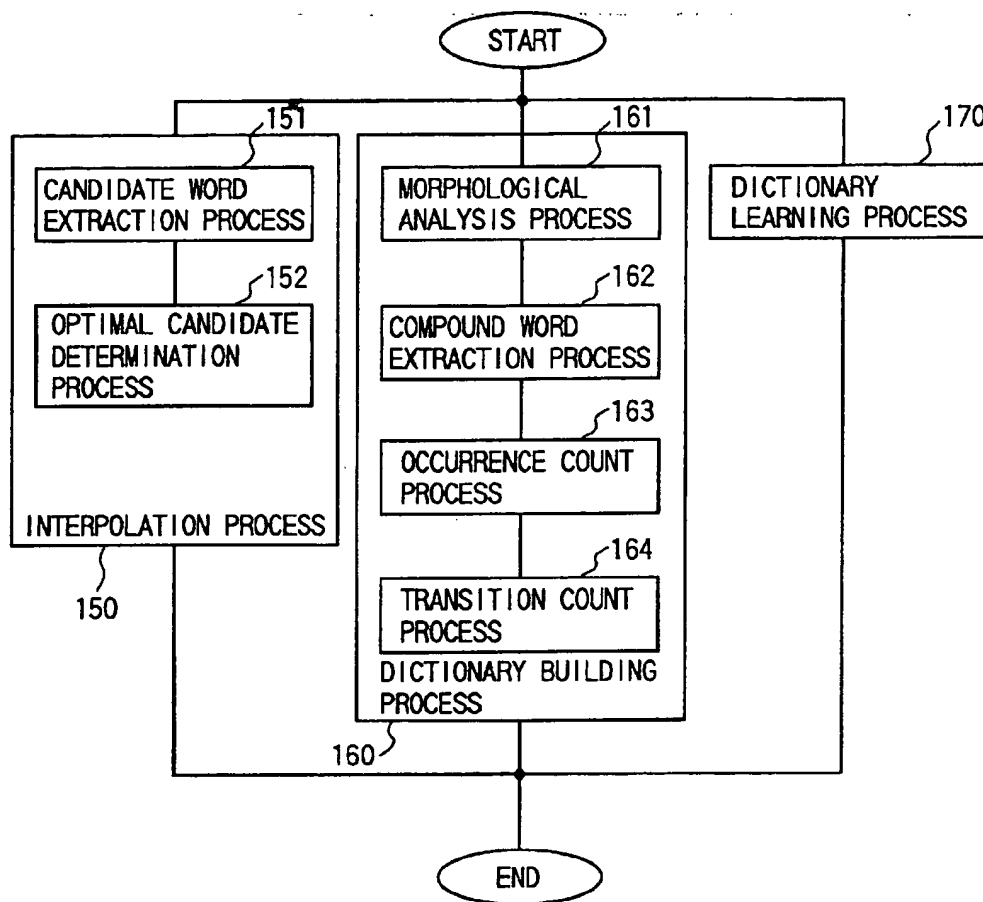 START
151
CANDIDATE WORD
EXTRACTION PROCESS
152
OPTIMAL CANDIDATE
DETERMINATION
PROCESS
INTERPOLATION PROCESS
150
161
MORPHOLOGICAL
ANALYSIS PROCESS
162
COMPOUND WORD
EXTRACTION PROCESS
163
OCCURRENCE COUNT
PROCESS
164
TRANSITION COUNT
PROCESS
DICTIONARY BUILDING
PROCESS
160
170
DICTIONARY
LEARNING PROCESS
END